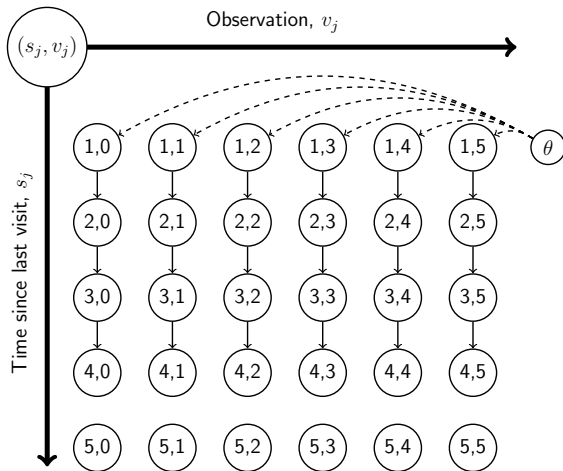 Observation, v_j
(s_j, v_j)
1,0 1,1 1,2 1,3 1,4 1,5 θ
2,0 2,1 2,2 2,3 2,4 2,5
3,0 3,1 3,2 3,3 3,4 3,5
4,0 4,1 4,2 4,3 4,4 4,5
5,0 5,1 5,2 5,3 5,4 5,5
Time since last visit, s_j